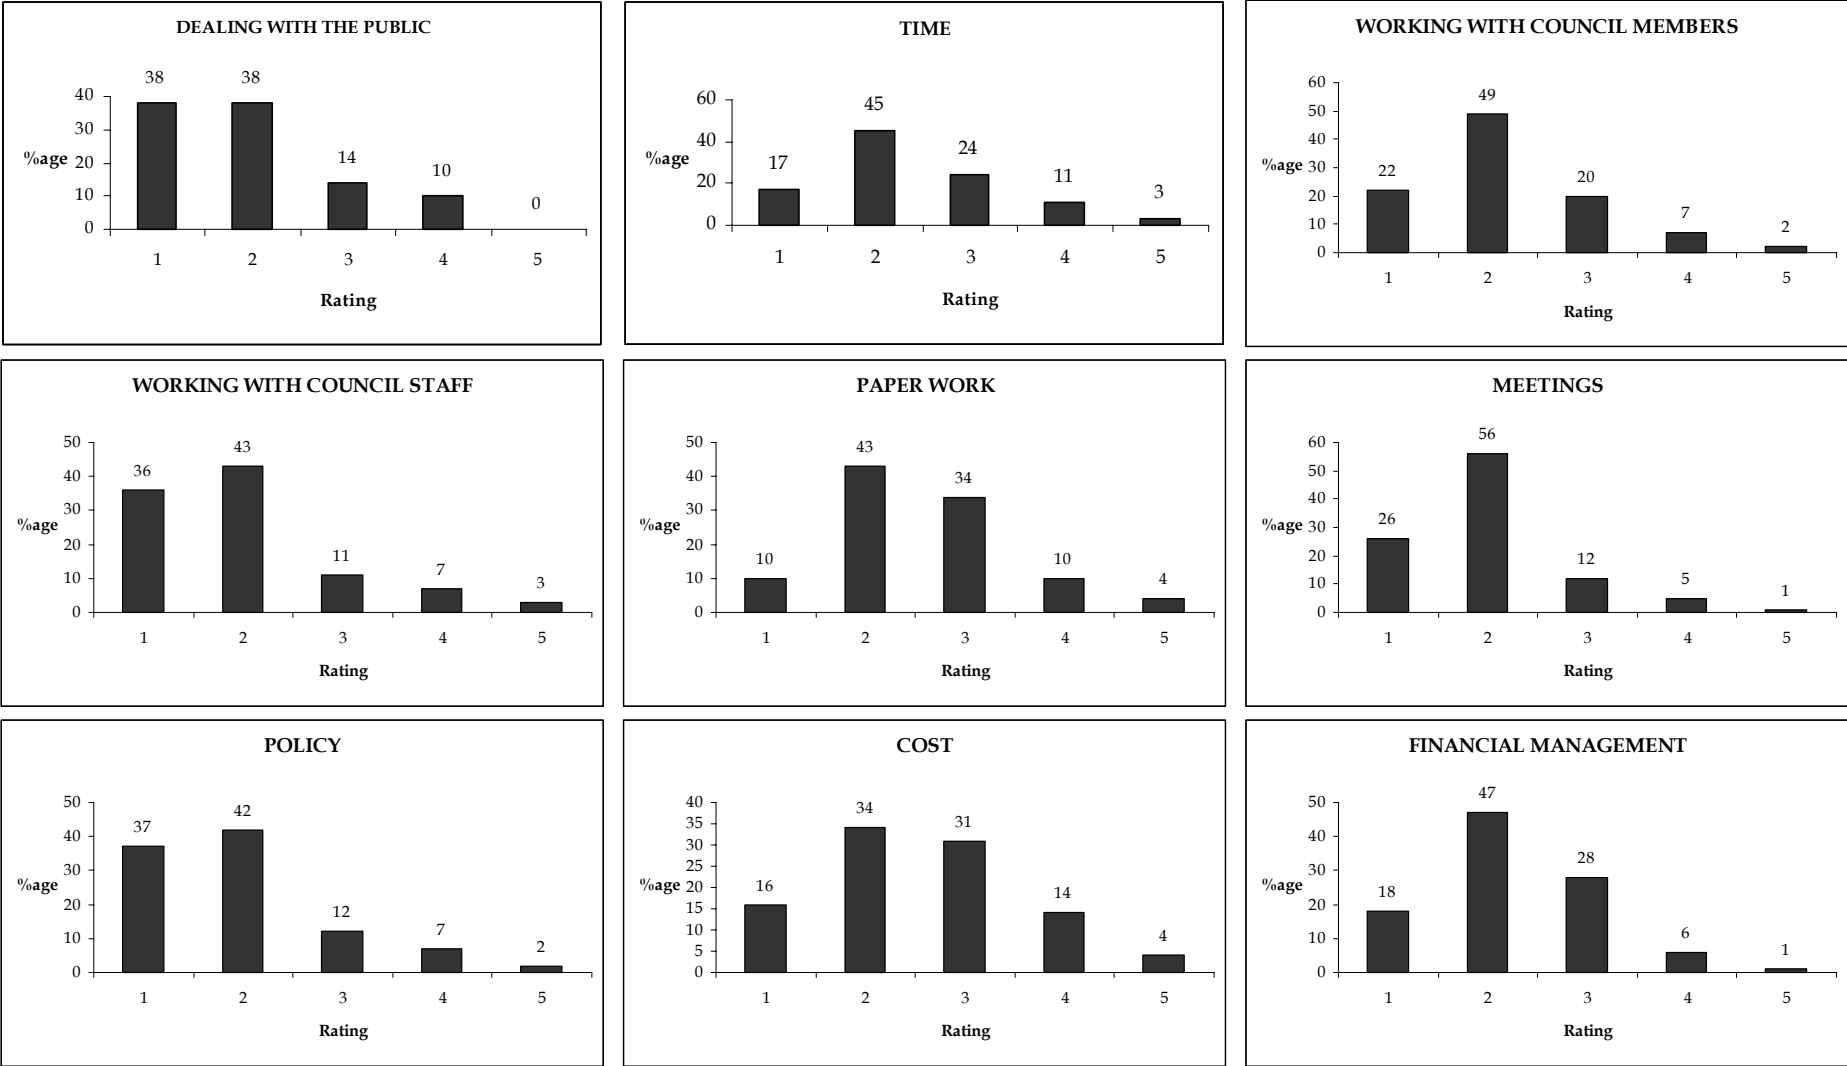 DEALING WITH THE PUBLIC
38 38
40
30
14
%age 20
10
10
0
0
1 2 3 4 5
Rating
TIME
60
45
40
24
%age
17
11
20
3
0
1 2 3 4 5
Rating
WORKING WITH COUNCIL MEMBERS
60
49
50
40
%age
30
22
20
20
7
10
2
0
1 2 3 4 5
Rating
WORKING WITH COUNCIL STAFF
50
43
36
40
30
%age
20
11
7
10
3
0
1 2 3 4 5
Rating
PAPER WORK
50
43
40
34
30
%age
20
10 10
10
4
0
1 2 3 4 5
Rating
MEETINGS
60
56
50
40
%age 30
26
20
12
10
5
1
0
1 2 3 4 5
Rating
POLICY
50
42
37
40
30
%age
20
12
7
10
2
0
1 2 3 4 5
Rating
COST
40
34
35
31
30
25
%age 20
16
14
15
10
4
5
0
1 2 3 4 5
Rating
FINANCIAL MANAGEMENT
50
47
40
28
30
%age
18
20
6
10
1
0
1 2 3 4 5
Rating